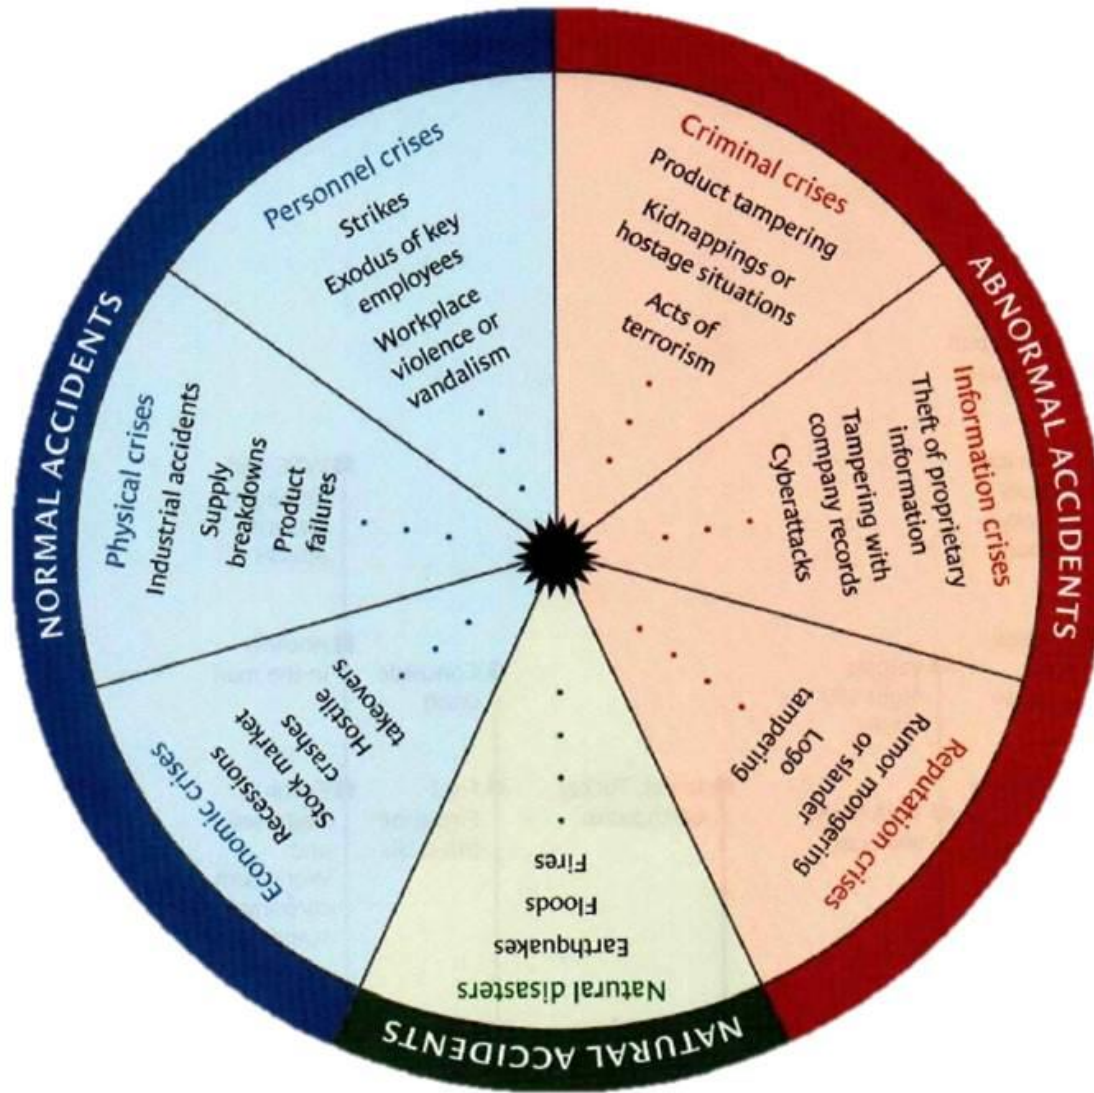 NORMAL ACCIDENTS
Personnel crises
Strikes
Exodus of key
employees
Workplace
violence or
vandalism
Physical crises
Industrial accidents
Supply
breakdowns
Product
failures
Economic crises
Recessions
Stock market
crashes
Hostile
takeovers
ABNORMAL ACCIDENTS
Criminal crises
Product tampering
Kidnappings or
hostage situations
Acts of
terrorism
Information crises
Theft of proprietary
information
Tampering with
company records
Cyberattacks
Reputation crises
Rumor mongering
or slander
Logo
tampering
NATURAL ACCIDENTS
Natural disasters
Earthquakes
Floods
Fires